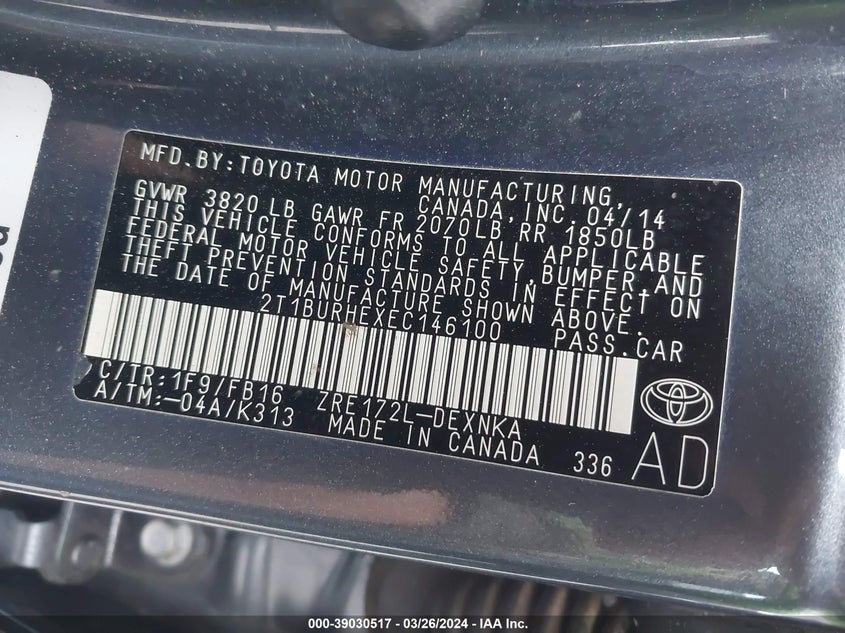 MFD.BY:TOYOTA MOTOR MANUFACTURING,
CANADA,INC.04/14
GVWR 3820 LB GAWR FR 2070LB RR 1850LB
THIS VEHICLE CONFORMS TO ALL APPLICABLE
FEDERAL MOTOR VEHICLE SAFETY,BUMPER,AND
THEFT PREVENTION STANDARDS IN EFFECT ON
THE DATE OF MANUFACTURE SHOWN ABOVE.
2T1BURHEXEC146100 PASS.CAR
C/TR:1F9/FB16 ZRE172L-DEXNKA
A/TM:-04A/K313 MADE IN CANADA 336
AD
000-39030517 - 03/26/2024 - IAA Inc.